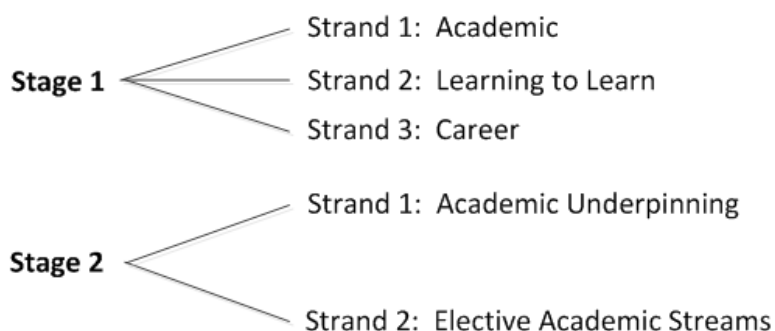 Strand 1: Academic
Stage 1
Strand 2: Learning to Learn
Strand 3: Career
Strand 1: Academic Underpinning
Stage 2
Strand 2: Elective Academic Streams